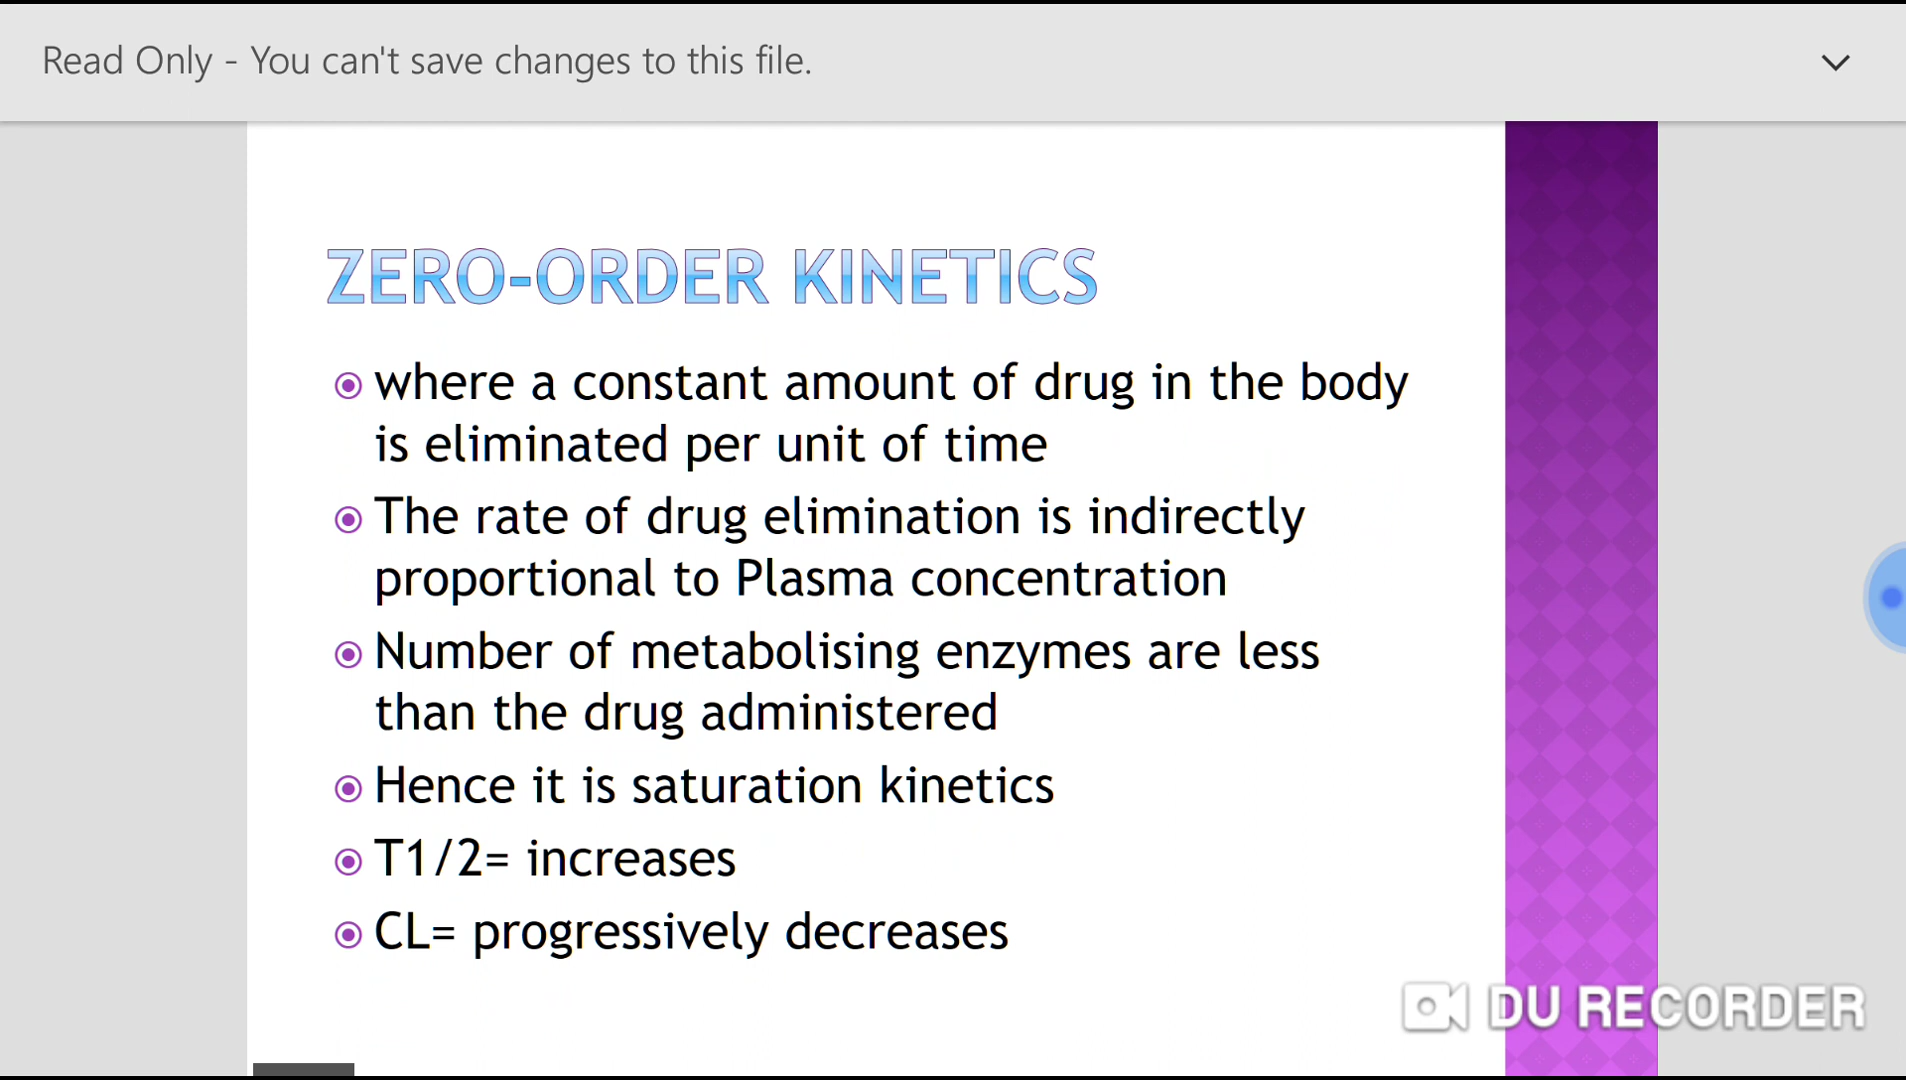 Read Only - You can't save changes to this file.
ZERO-ORDER KINETICS
where a constant amount of drug in the body
is eliminated per unit of time
The rate of drug elimination is indirectly
proportional to Plasma concentration
Number of metabolising enzymes are less
than the drug administered
Hence it is saturation kinetics
T1/2= increases
CL= progressively decreases
DU RECORDER